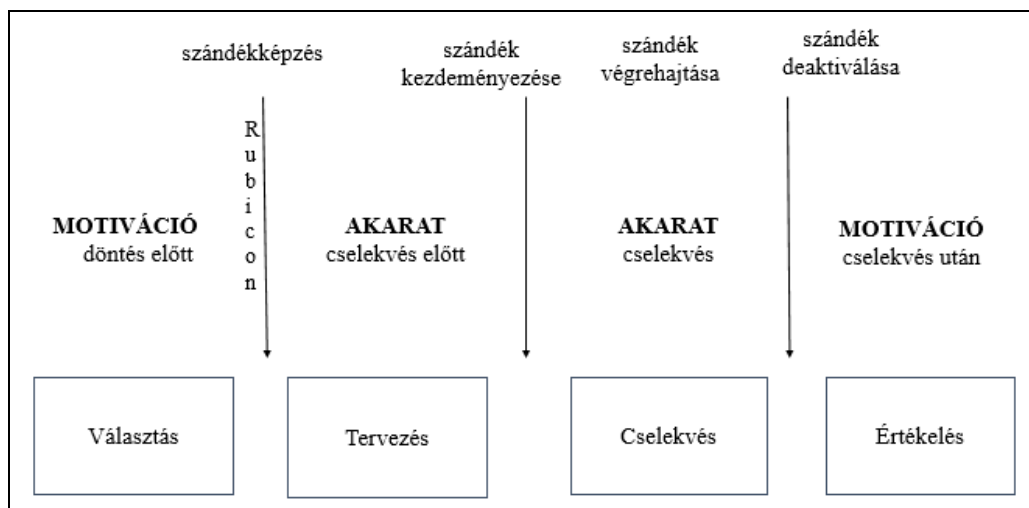 szándékképzés
szándék
kezdeményezése
szándék
végrehajtása
szándék
deaktiválása
Rubicon
MOTIVÁCIÓ
döntés előtt
AKARAT
cselekvés előtt
AKARAT
cselekvés
MOTIVÁCIÓ
cselekvés után
Választás
Tervezés
Cselekvés
Értékelés